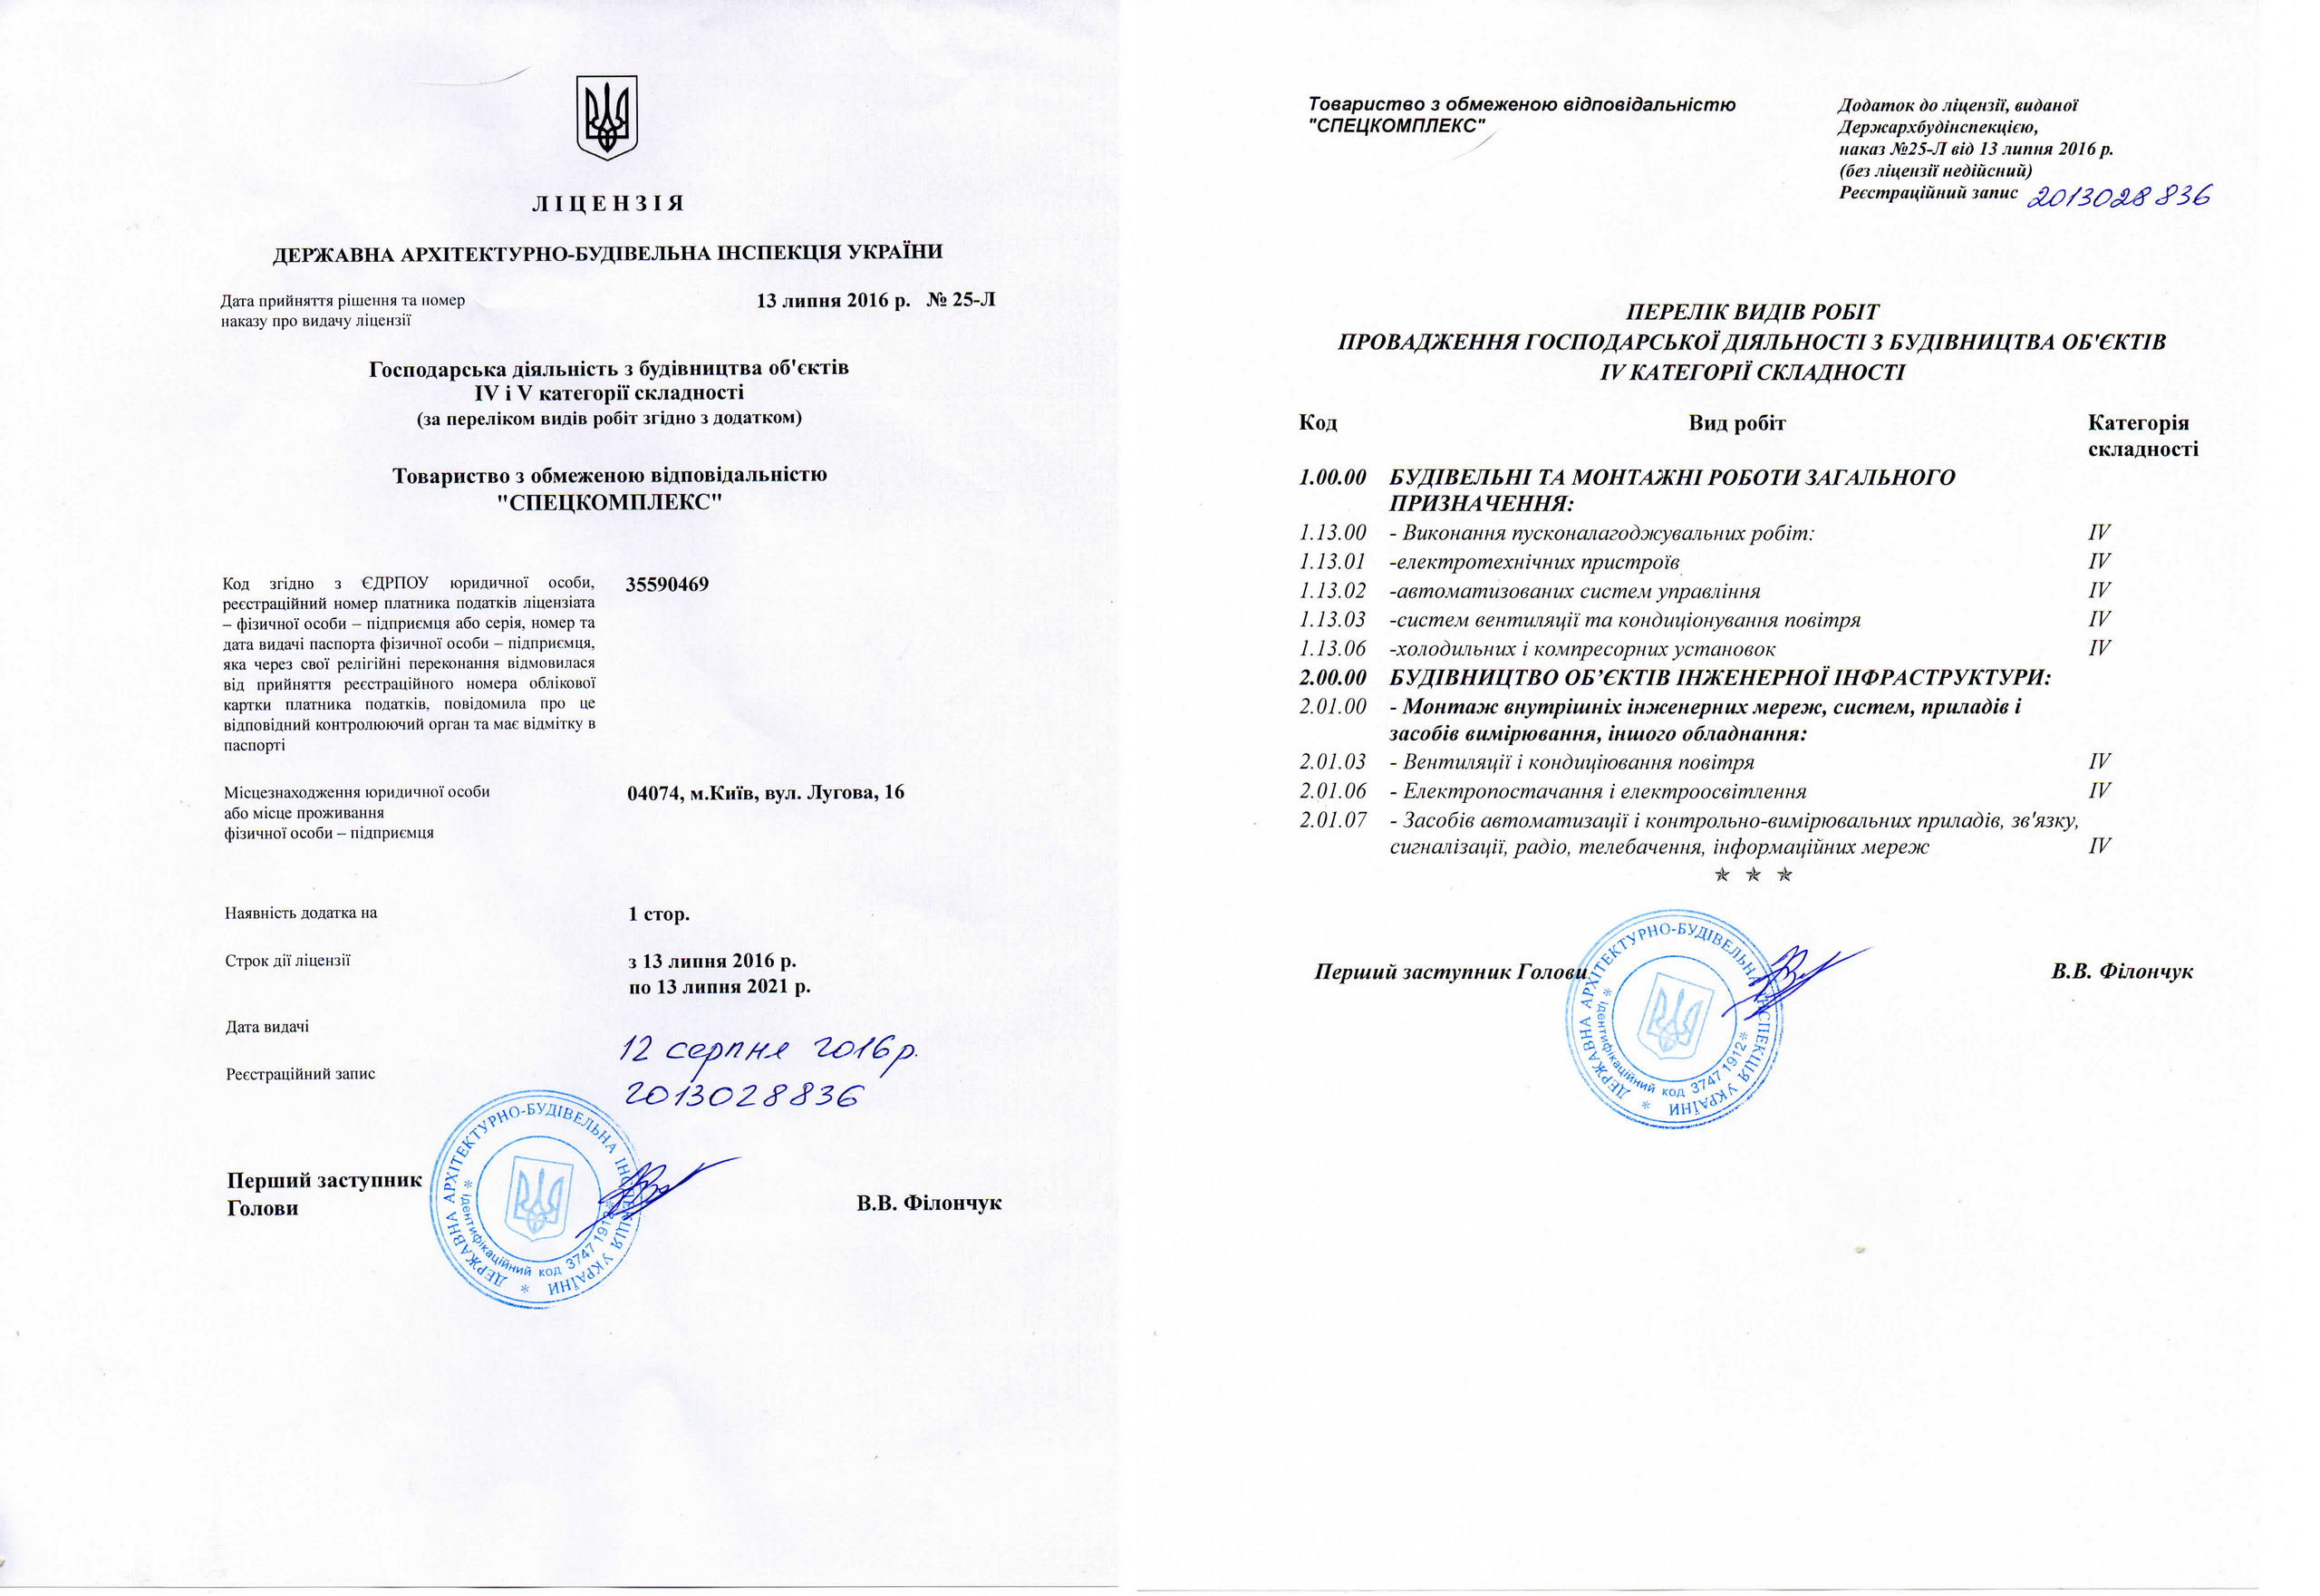 ЛІЦЕНЗІЯ
ДЕРЖАВНА АРХІТЕКТУРНО-БУДІВЕЛЬНА ІНСПЕКЦІЯ УКРАЇНИ
Дата прийняття рішення та номер
наказу про видачу ліцензії
13 липня 2016 р. № 25-Л
Господарська діяльність з будівництва об'єктів
IV і V категорії складності
(за переліком видів робіт згідно з додатком)
Товариство з обмеженою відповідальністю
"СПЕЦКОМПЛЕКС"
Код згідно з ЄДРПОУ юридичної особи,
реєстраційний номер платника податків ліцензіата
– фізичної особи – підприємця або серія, номер та
дата видачі паспорта фізичної особи – підприємця,
яка через свої релігійні переконання відмовилася
від прийняття реєстраційного номера облікової
картки платника податків, повідомила про це
відповідний контролюючий орган та має відмітку в
паспорті
35590469
Місцезнаходження юридичної особи
або місце проживання
фізичної особи – підприємця
04074, м.Київ, вул. Лугова, 16
Наявність додатка на
1 стор.
Строк дії ліцензії
з 13 липня 2016 р.
по 13 липня 2021 р.
Дата видачі
12 серпня 2016 р.
Реєстраційний запис
2013028836
Перший заступник
Голови
В.В. Філончук
ДЕРЖАВНА АРХІТЕКТУРНО-БУДІВЕЛЬНА ІНСПЕКЦІЯ УКРАЇНИ
* ідентифікаційний код 37471912 *
Товариство з обмеженою відповідальністю
"СПЕЦКОМПЛЕКС"
Додаток до ліцензії, виданої
Держархбудінспекцією,
наказ №25-Л від 13 липня 2016 р.
(без ліцензії недійсний)
Реєстраційний запис 2013028836
ПЕРЕЛІК ВИДІВ РОБІТ
ПРОВАДЖЕННЯ ГОСПОДАРСЬКОЇ ДІЯЛЬНОСТІ З БУДІВНИЦТВА ОБ'ЄКТІВ
IV КАТЕГОРІЇ СКЛАДНОСТІ
Код Вид робіт Категорія
складності
1.00.00 БУДІВЕЛЬНІ ТА МОНТАЖНІ РОБОТИ ЗАГАЛЬНОГО
ПРИЗНАЧЕННЯ:
1.13.00 - Виконання пусконалагоджувальних робіт: IV
1.13.01 -електротехнічних пристроїв IV
1.13.02 -автоматизованих систем управління IV
1.13.03 -систем вентиляції та кондиціонування повітря IV
1.13.06 -холодильних і компресорних установок IV
2.00.00 БУДІВНИЦТВО ОБ’ЄКТІВ ІНЖЕНЕРНОЇ ІНФРАСТРУКТУРИ:
2.01.00 - Монтаж внутрішніх інженерних мереж, систем, приладів і
засобів вимірювання, іншого обладнання:
2.01.03 - Вентиляції і кондиціювання повітря IV
2.01.06 - Електропостачання і електроосвітлення IV
2.01.07 - Засобів автоматизації і контрольно-вимірювальних приладів, зв'язку,
сигналізації, радіо, телебачення, інформаційних мереж IV
Перший заступник Голови
В.В. Філончук
ДЕРЖАВНА АРХІТЕКТУРНО-БУДІВЕЛЬНА ІНСПЕКЦІЯ УКРАЇНИ
* ідентифікаційний код 37471912 *